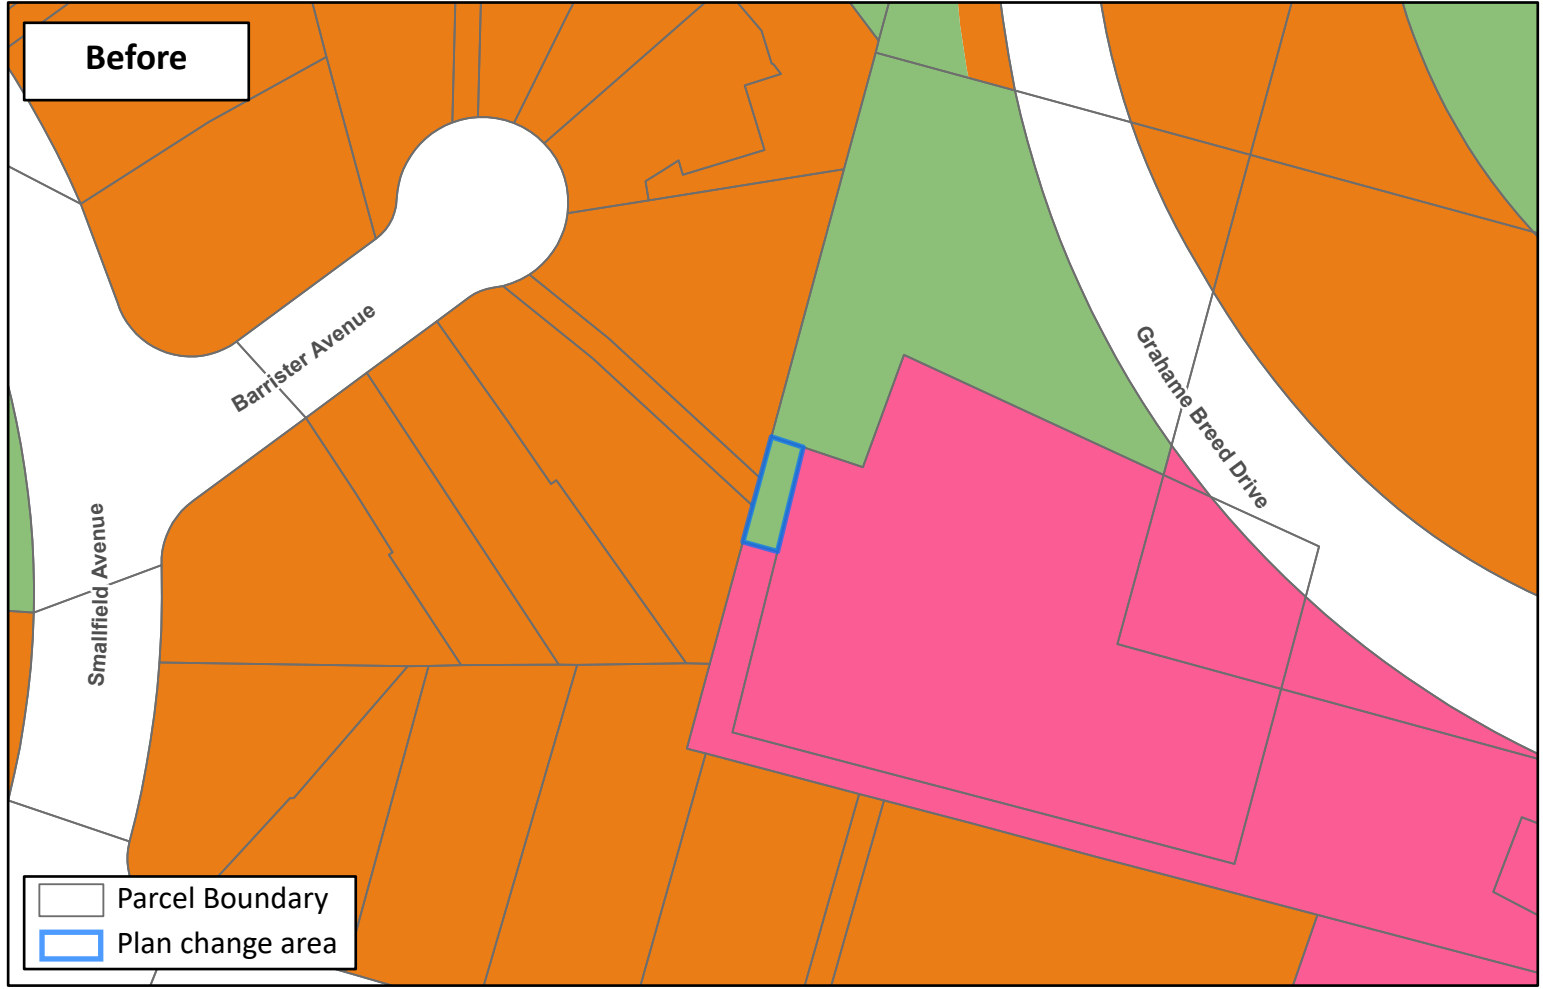 Before
Barrister Avenue
Grahame Breed Drive
Smallfield Avenue
Parcel Boundary
Plan change area